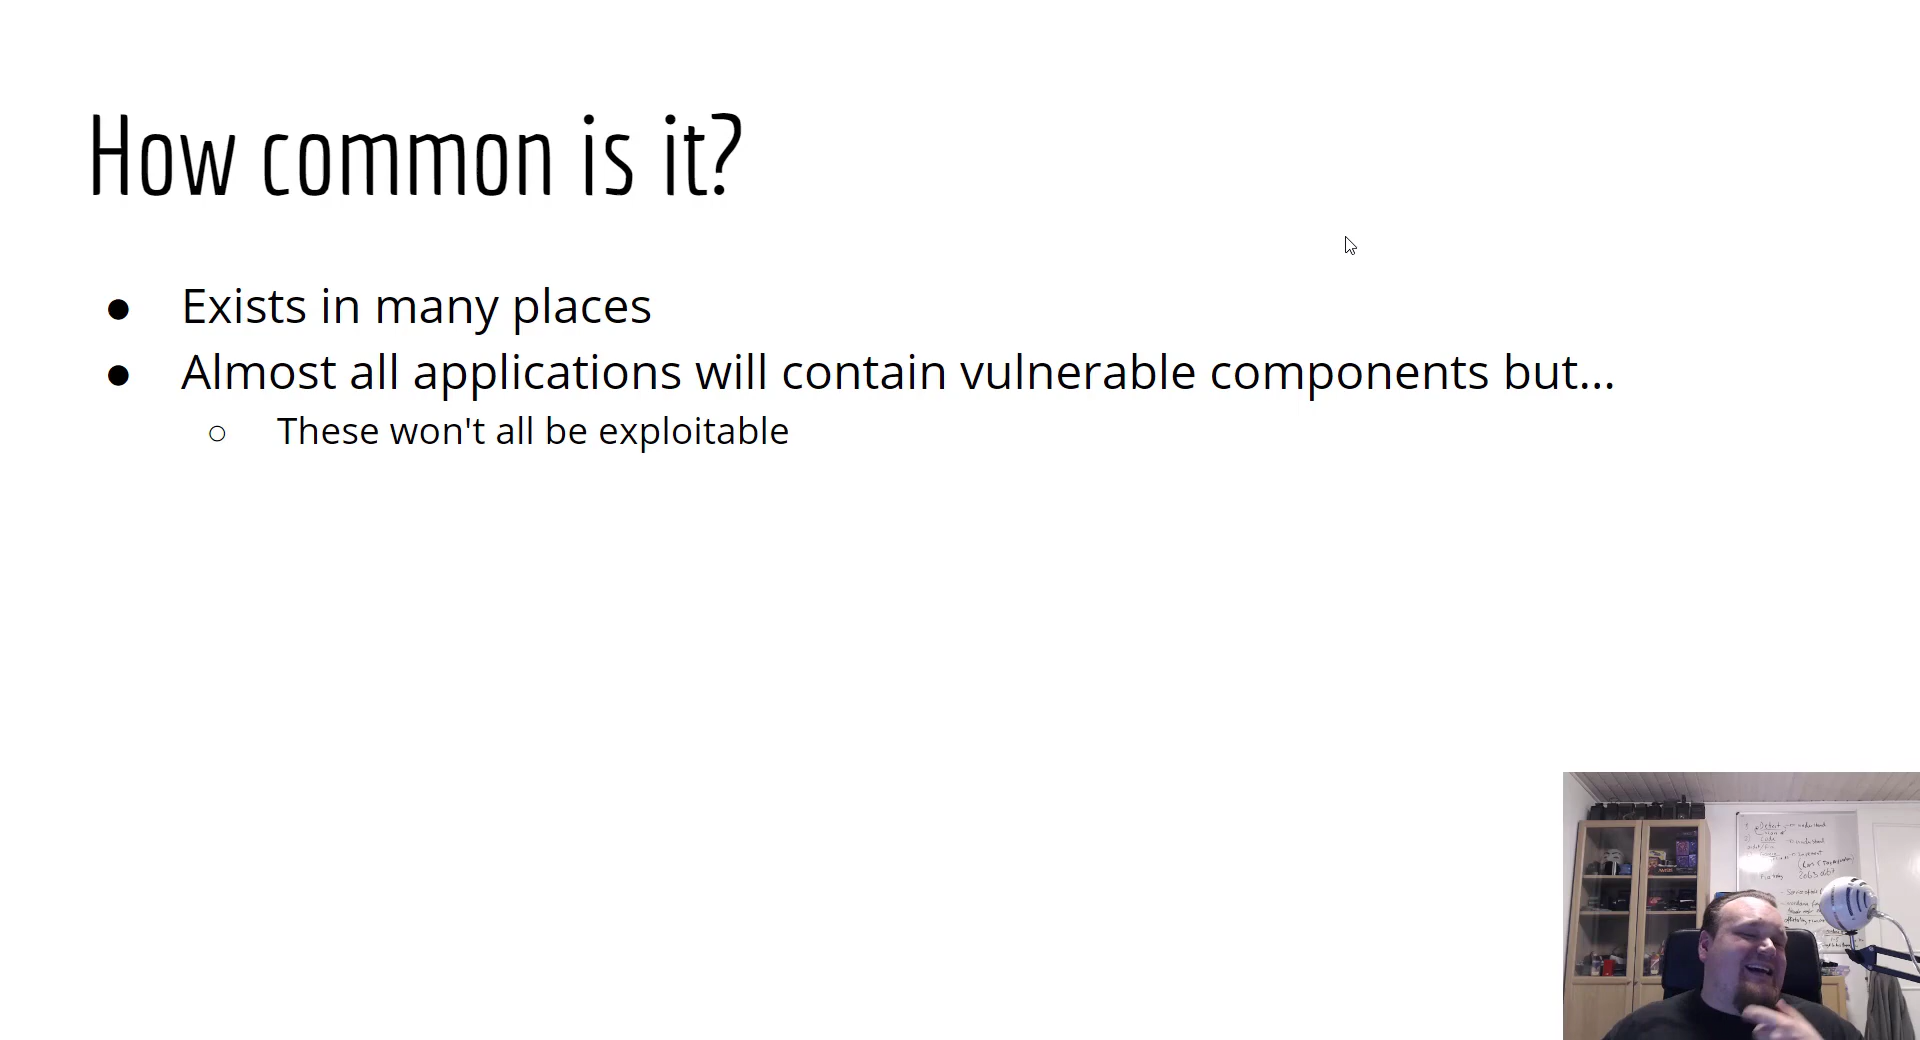 How common is it?
● Exists in many places
● Almost all applications will contain vulnerable components but...
○ These won't all be exploitable